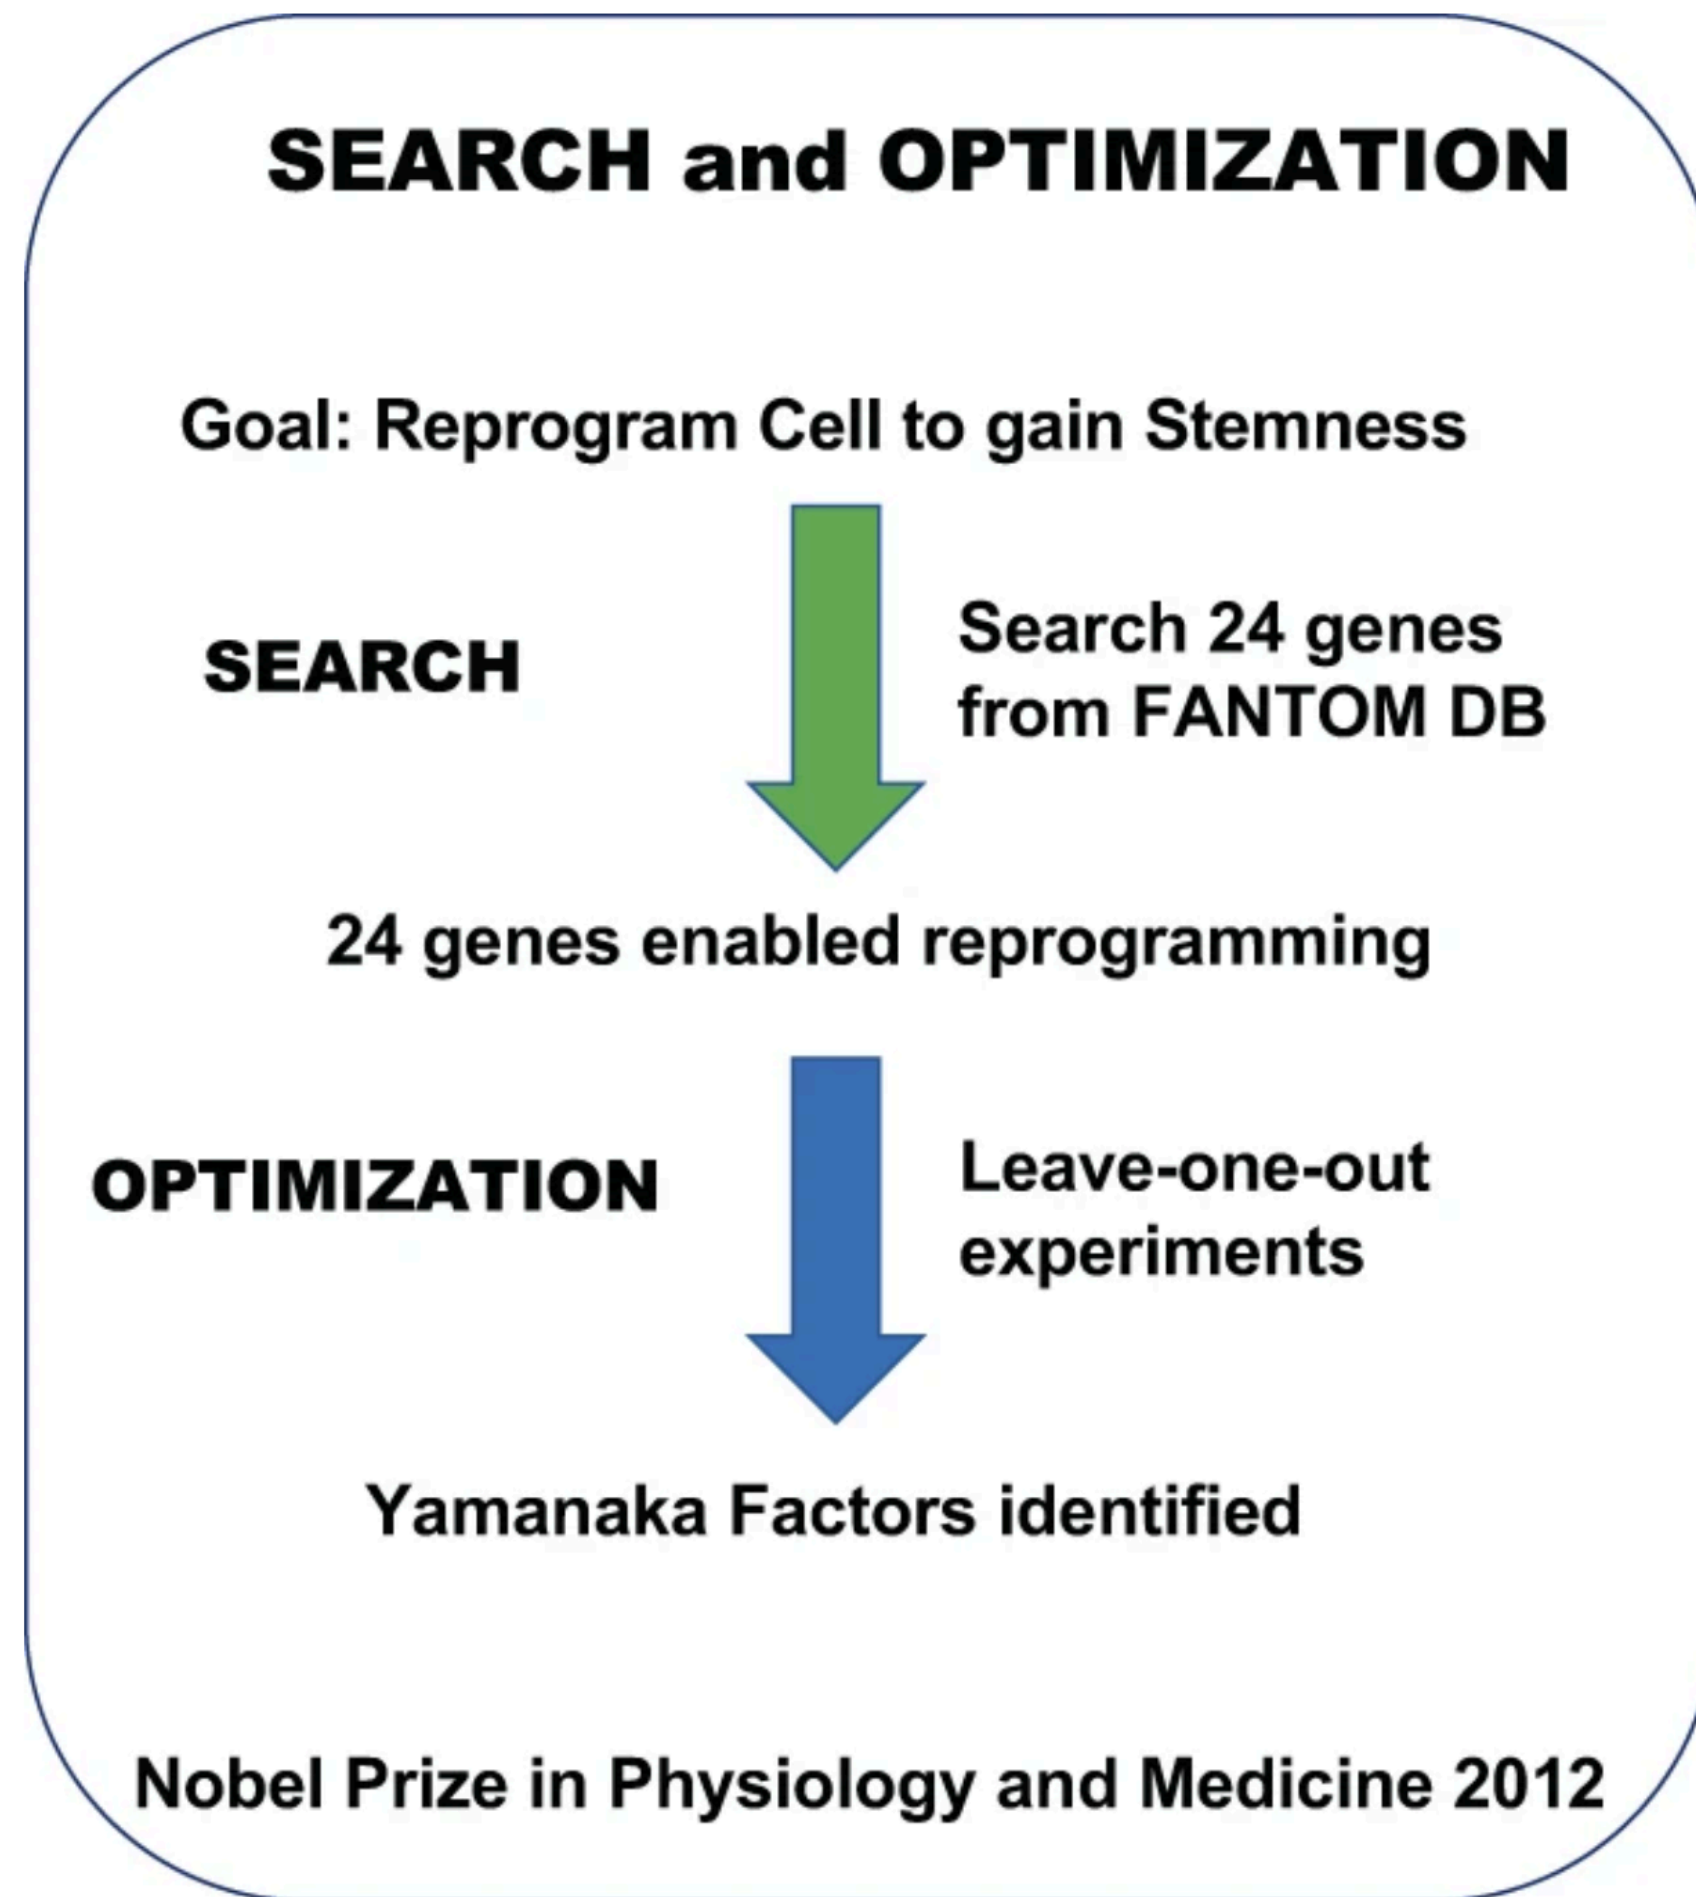 SEARCH and OPTIMIZATION
Goal: Reprogram Cell to gain Stemness
SEARCH
Search 24 genes
from FANTOM DB
24 genes enabled reprogramming
OPTIMIZATION
Leave-one-out
experiments
Yamanaka Factors identified
Nobel Prize in Physiology and Medicine 2012